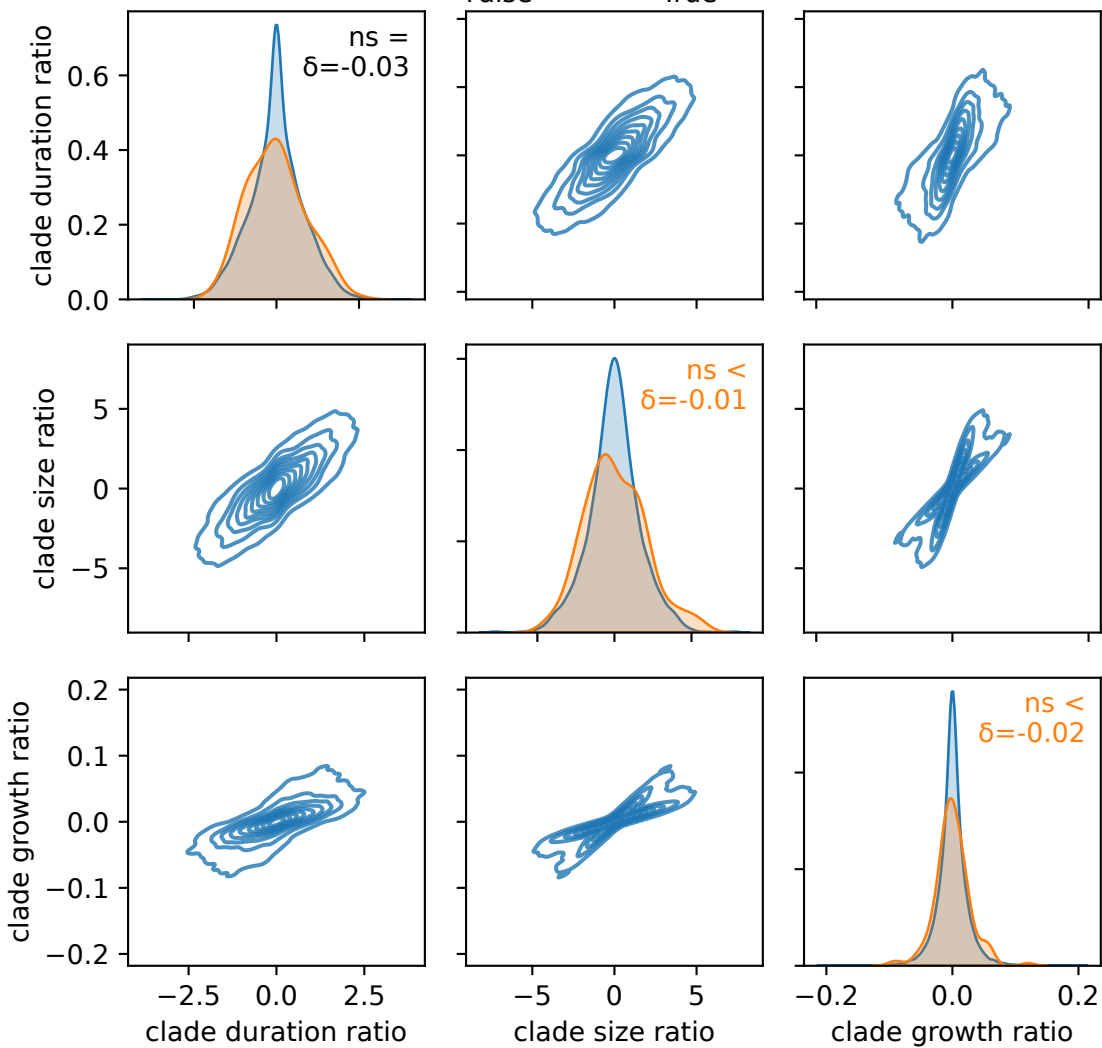 clade duration ratio
0.6
0.4
0.2
0.0
ns =
δ=-0.03
clade size ratio
5
0
−5
ns <
δ=-0.01
clade growth ratio
0.2
0.1
0.0
−0.1
−0.2
ns <
δ=-0.02
−2.5 0.0 2.5
−5 0 5
−0.2 0.0 0.2
clade duration ratio
clade size ratio
clade growth ratio